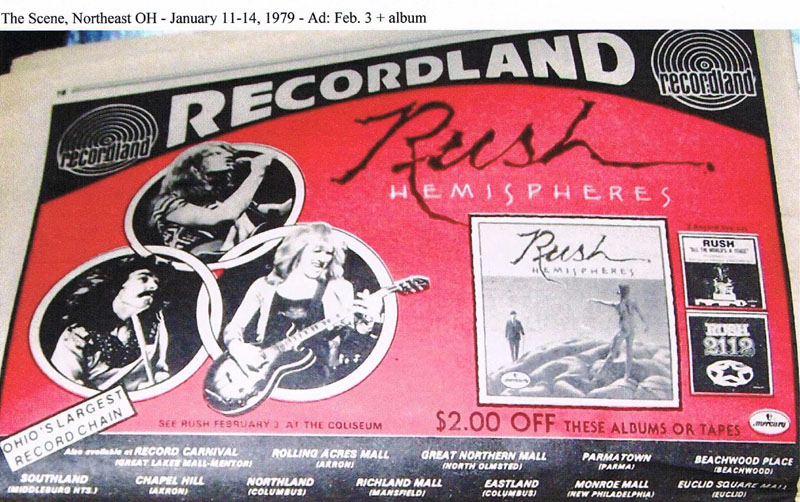 The Scene, Northeast OH - January 11-14, 1979 - Ad: Feb. 3 + album
RECORDLAND
recordland
recordland
Rush
HEMISPHERES
Rush
HEMISPHERES
RUSH
"ALL THE WORLD'S A STAGE"
RUSH
2112
OHIO'S LARGEST
RECORD CHAIN
SEE RUSH FEBRUARY 3 AT THE COLISEUM
$2.00 OFF THESE ALBUMS OR TAPES
mercury
Also available at RECORD CARNIVAL
(GREAT LAKES MALL-MENTOR)
ROLLING ACRES MALL
(AKRON)
GREAT NORTHERN MALL
(NORTH OLMSTED)
PARMATOWN
(PARMA)
BEACHWOOD PLACE
(BEACHWOOD)
SOUTHLAND
(MIDDLEBURG HTS.)
CHAPEL HILL
(AKRON)
NORTHLAND
(COLUMBUS)
RICHLAND MALL
(MANSFIELD)
EASTLAND
(COLUMBUS)
MONROE MALL
(NEW PHILADELPHIA)
EUCLID SQUARE MALL
(EUCLID)